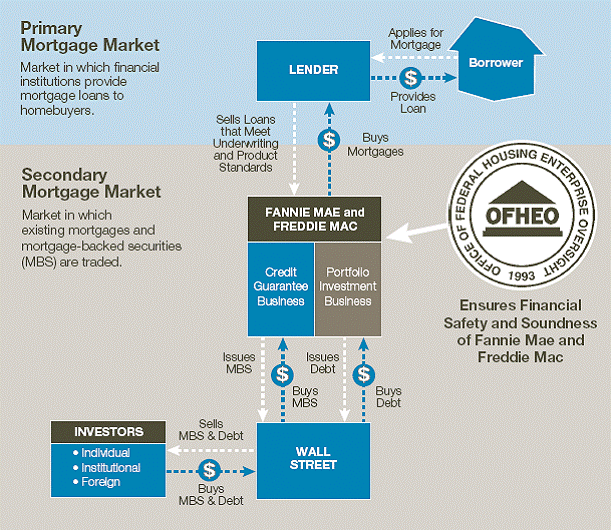 Primary
Mortgage Market
Market in which financial
institutions provide
mortgage loans to
homebuyers.
LENDER
Applies for
Mortgage
$
Provides
Loan
Borrower
Sells Loans
that Meet
Underwriting
and Product
Standards
$
Buys
Mortgages
Secondary
Mortgage Market
Market in which
existing mortgages and
mortgage-backed securities
(MBS) are traded.
FANNIE MAE and
FREDDIE MAC
Credit
Guarantee
Business
Portfolio
Investment
Business
OFFICE OF FEDERAL HOUSING ENTERPRISE OVERSIGHT
OFHEO
1993
Ensures Financial
Safety and Soundness
of Fannie Mae and
Freddie Mac
Issues
MBS
$
Buys
MBS
Issues
Debt
$
Buys
Debt
INVESTORS
• Individual
• Institutional
• Foreign
Sells
MBS & Debt
$
Buys
MBS & Debt
WALL
STREET